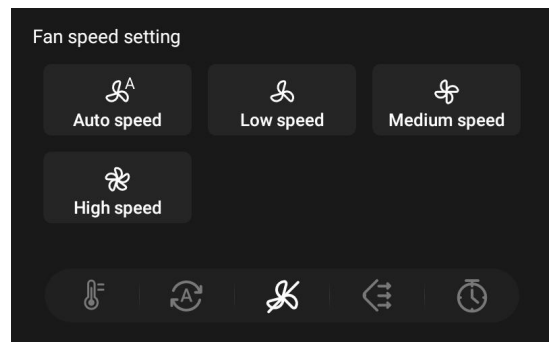 Fan speed setting
A
Auto speed
Low speed
Medium speed
High speed
A